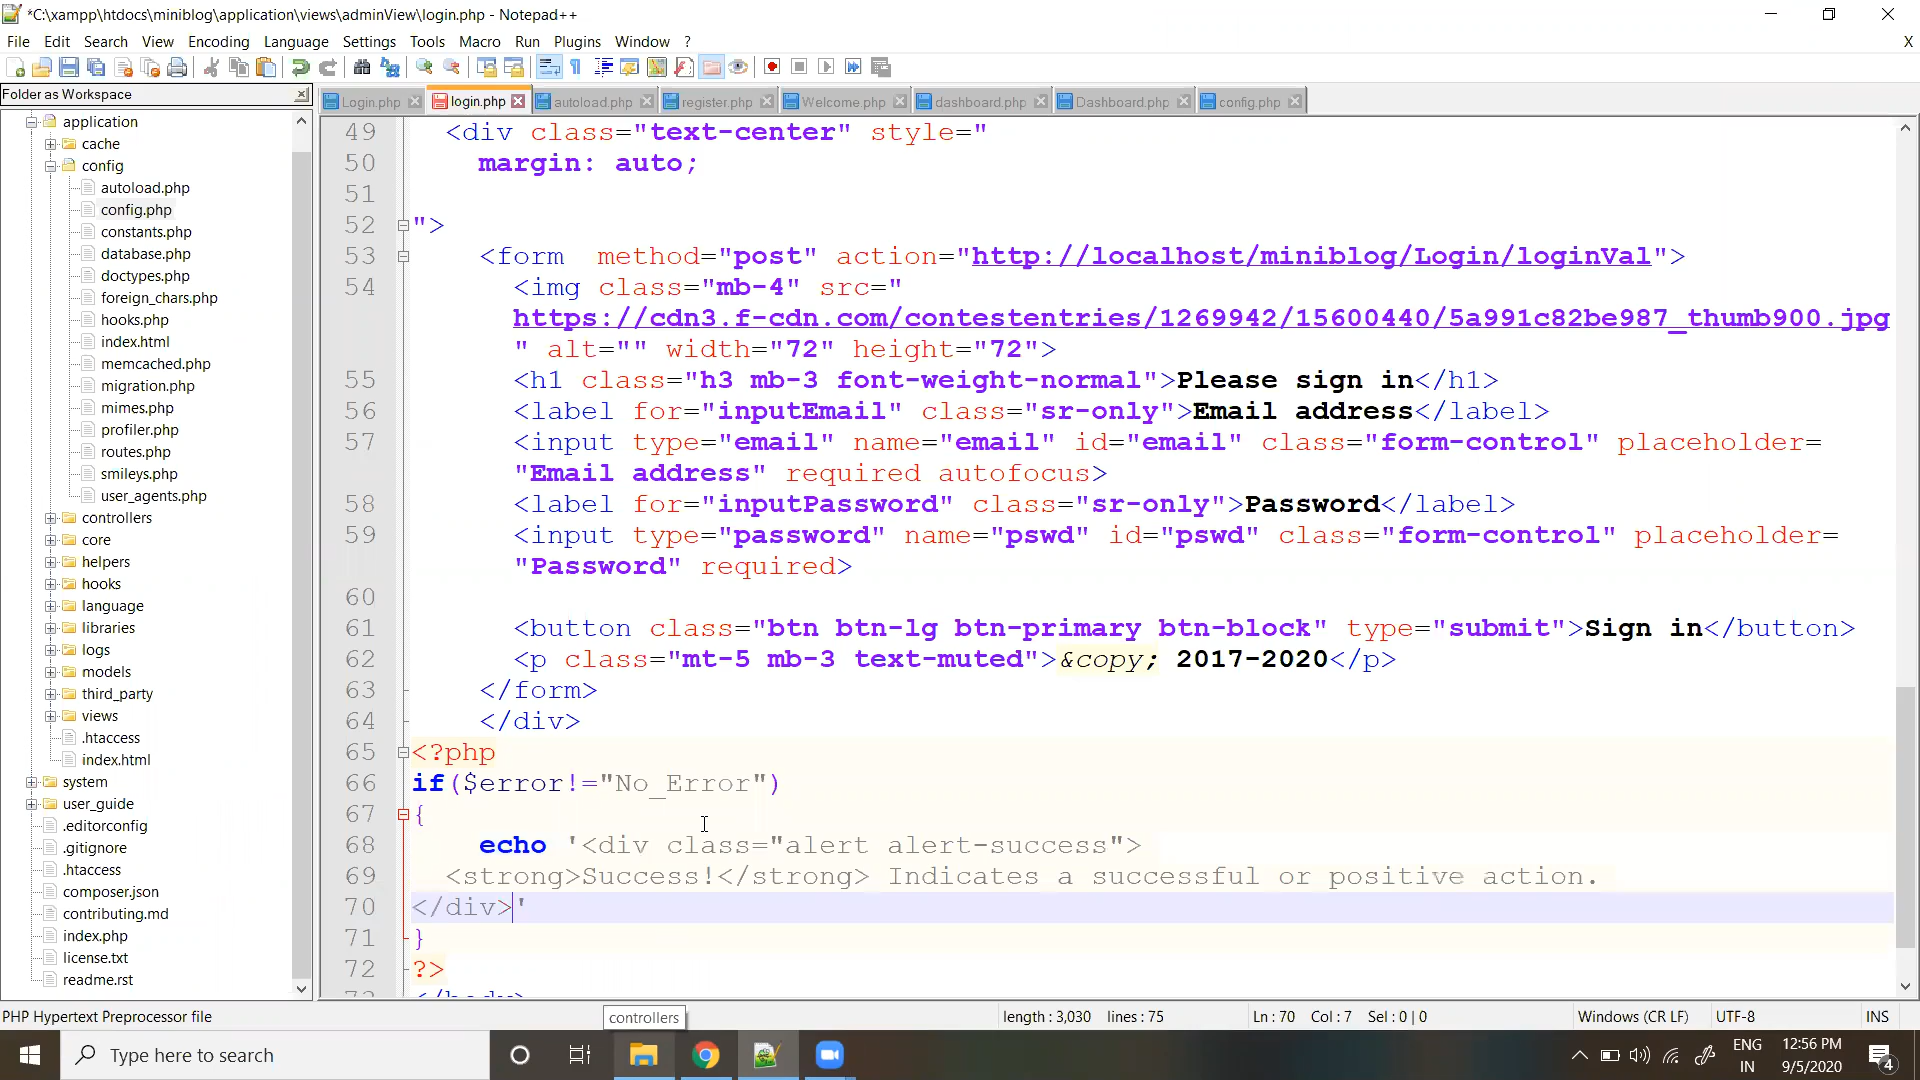 *C:\xampp\htdocs\miniblog\application\views\adminView\login.php - Notepad++
File Edit Search View Encoding Language Settings Tools Macro Run Plugins Window ? X
Folder as Workspace
application
cache
config
autoload.php
config.php
constants.php
database.php
doctypes.php
foreign_chars.php
hooks.php
index.html
memcached.php
migration.php
mimes.php
profiler.php
routes.php
smileys.php
user_agents.php
controllers
core
helpers
hooks
language
libraries
logs
models
third_party
views
.htaccess
index.html
system
user_guide
.editorconfig
.gitignore
.htaccess
composer.json
contributing.md
index.php
license.txt
readme.rst
Login.php login.php autoload.php register.php Welcome.php dashboard.php Dashboard.php config.php
49 <div class="text-center" style="
50 margin: auto;
51
52 ">
53 <form method="post" action="http://localhost/miniblog/Login/loginVal">
54 <img class="mb-4" src="
https://cdn3.f-cdn.com/contestentries/1269942/15600440/5a991c82be987_thumb900.jpg
" alt="" width="72" height="72">
55 <h1 class="h3 mb-3 font-weight-normal">Please sign in</h1>
56 <label for="inputEmail" class="sr-only">Email address</label>
57 <input type="email" name="email" id="email" class="form-control" placeholder=
"Email address" required autofocus>
58 <label for="inputPassword" class="sr-only">Password</label>
59 <input type="password" name="pswd" id="pswd" class="form-control" placeholder=
"Password" required>
60
61 <button class="btn btn-lg btn-primary btn-block" type="submit">Sign in</button>
62 <p class="mt-5 mb-3 text-muted">&copy; 2017-2020</p>
63 </form>
64 </div>
65 <?php
66 if($error!="No_Error")
67 {
68 echo '<div class="alert alert-success">
69 <strong>Success!</strong> Indicates a successful or positive action.
70 </div>'
71 }
72 ?>
73 </body>
PHP Hypertext Preprocessor file
controllers
length : 3,030 lines : 75
Ln : 70 Col : 7 Sel : 0 | 0
Windows (CR LF)
UTF-8
INS
Type here to search
ENG
IN
12:56 PM
9/5/2020
4